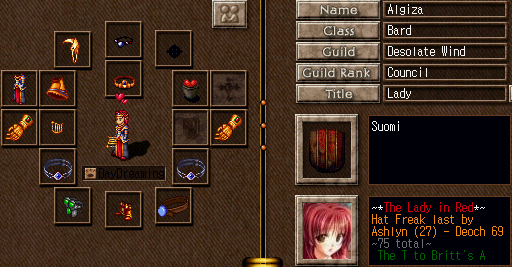 Name Algiza
Class Bard
Guild Desolate Wind
Guild Rank Council
Title Lady
Suomi
DayDreaming
~*The Lady in Red*~
Hat Freak last by
Ashlyn (27) - Deoch 69
~75 total~
The T to Britt's A